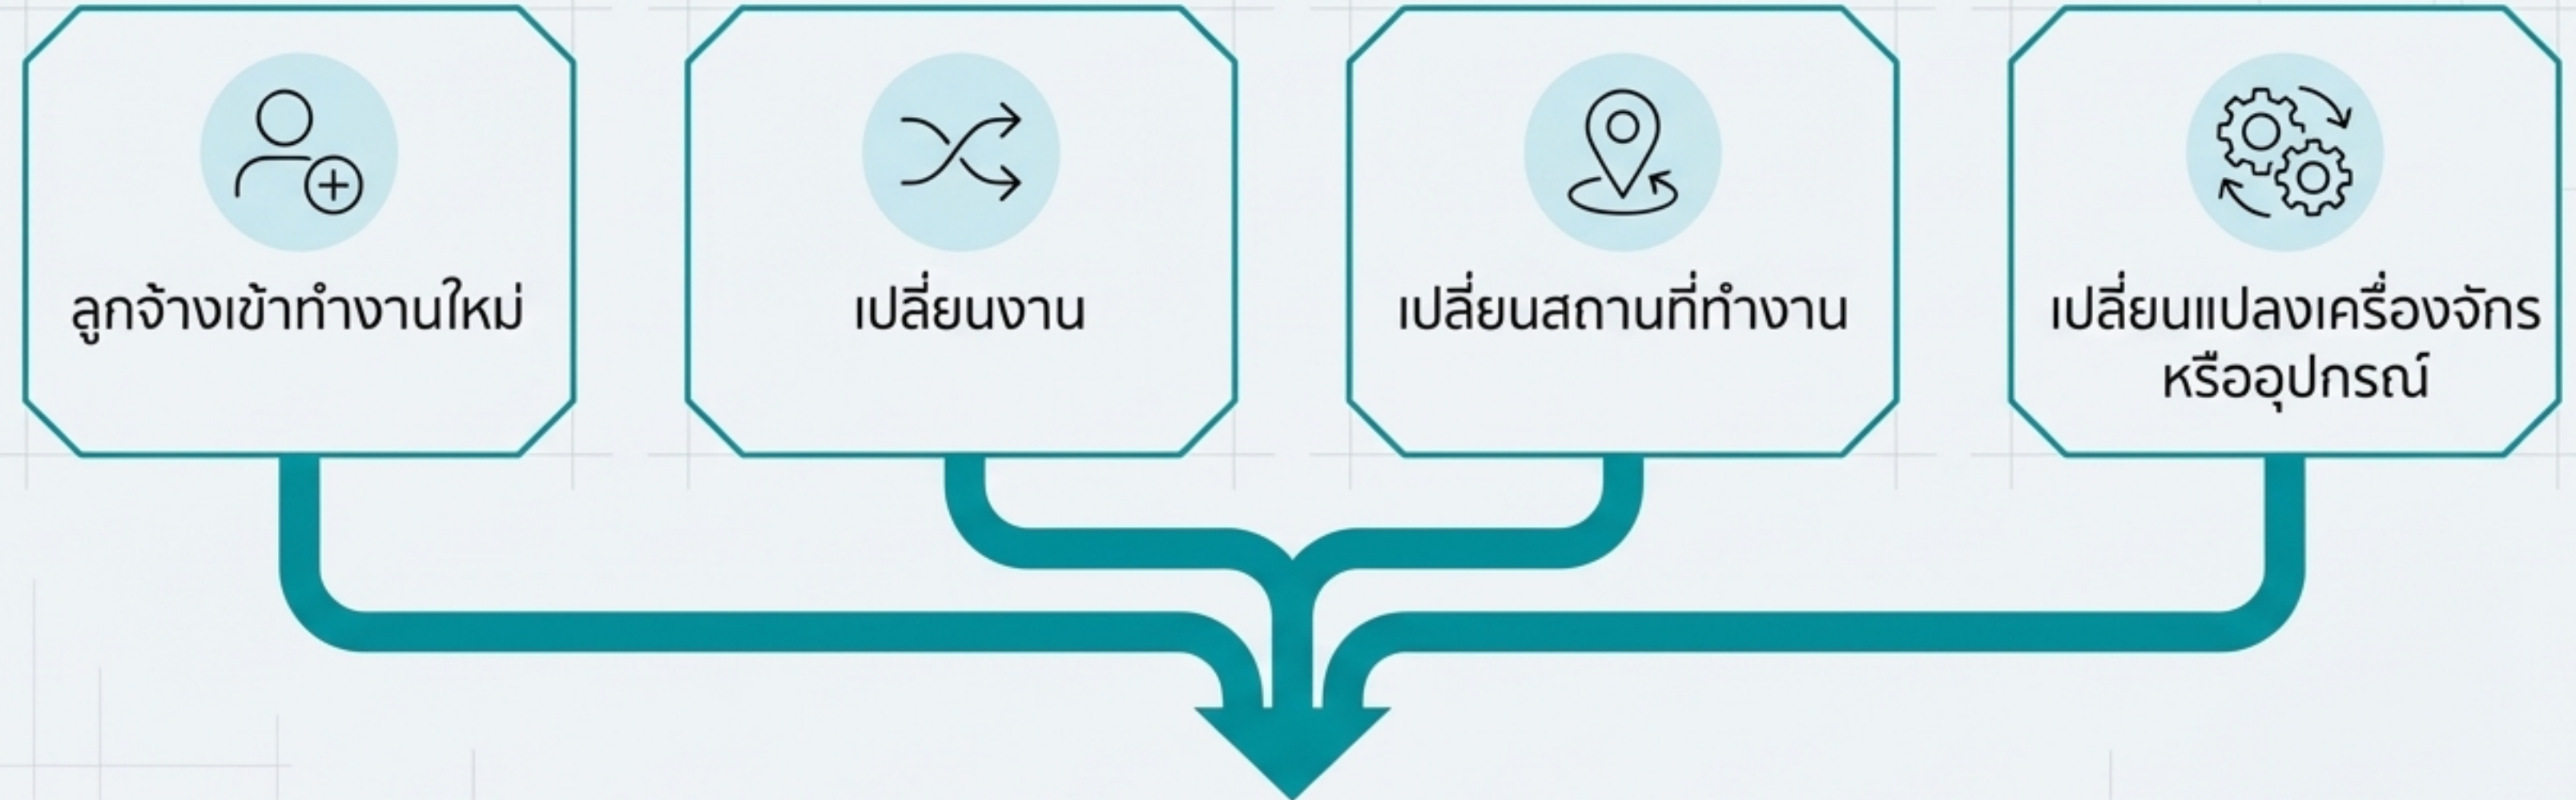 ลูกจ้างเข้าทำงานใหม่
เปลี่ยนงาน
เปลี่ยนสถานที่ทำงาน
เปลี่ยนแปลงเครื่องจักร
หรืออุปกรณ์